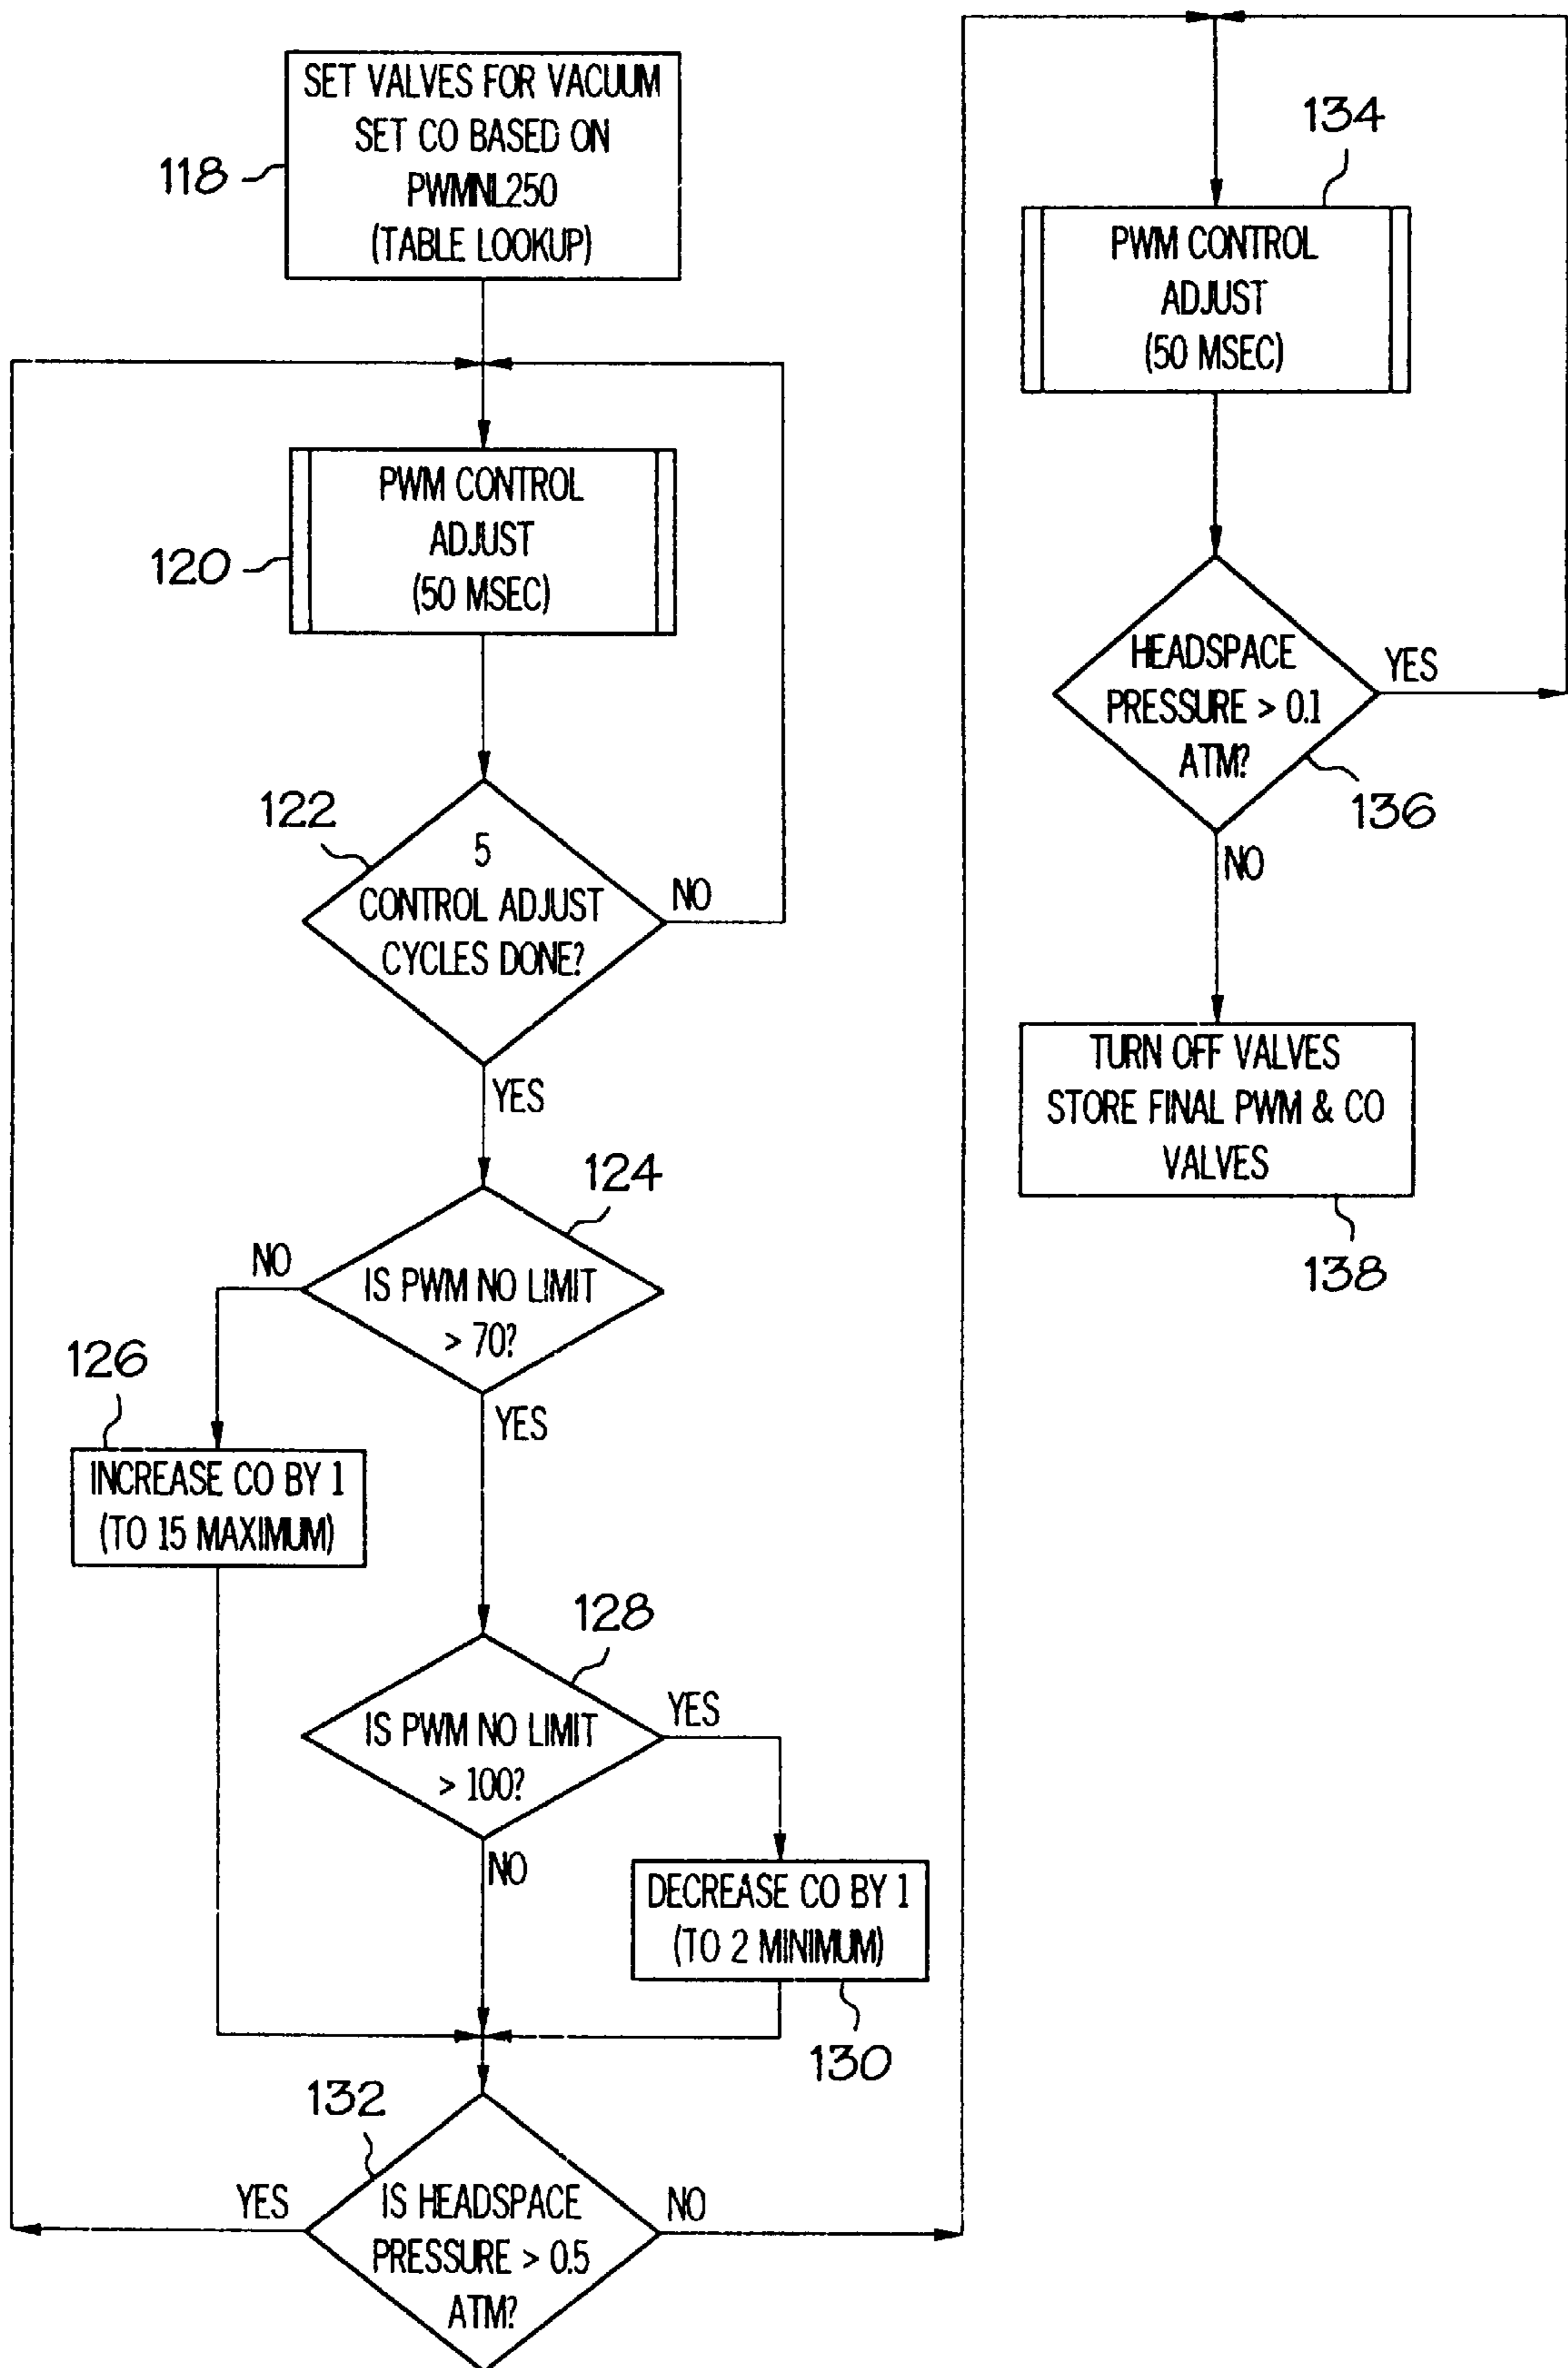 SET VALVES FOR VACUUM
SET CO BASED ON
PWMNL250
(TABLE LOOKUP)
118
PWM CONTROL
ADJUST
(50 MSEC)
120
122
5
CONTROL ADJUST
CYCLES DONE?
NO
YES
124
NO
IS PWM NO LIMIT
> 70?
YES
126
INCREASE CO BY 1
(TO 15 MAXIMUM)
128
IS PWM NO LIMIT
> 100?
YES
NO
DECREASE CO BY 1
(TO 2 MINIMUM)
130
132
YES
IS HEADSPACE
PRESSURE > 0.5
ATM?
NO
134
PWM CONTROL
ADJUST
(50 MSEC)
HEADSPACE
PRESSURE > 0.1
ATM?
YES
136
NO
TURN OFF VALVES
STORE FINAL PWM & CO
VALVES
138